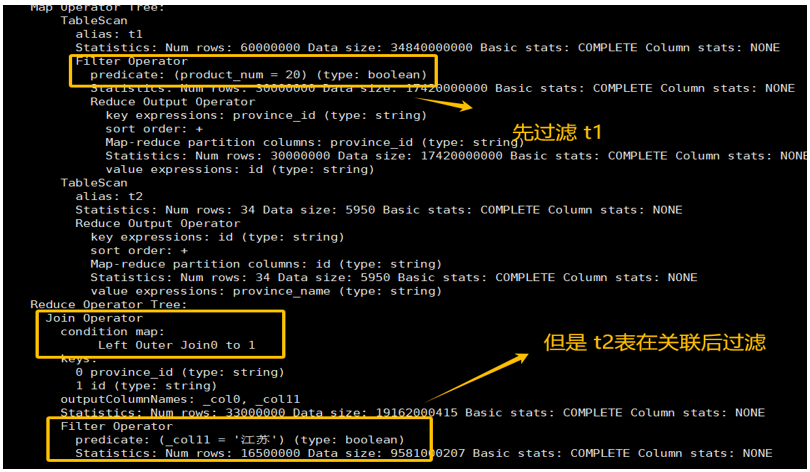 Map Operator Tree:
TableScan
alias: t1
Statistics: Num rows: 60000000 Data size: 34840000000 Basic stats: COMPLETE Column stats: NONE
Filter Operator
predicate: (product_num = 20) (type: boolean)
Statistics: Num rows: 30000000 Data size: 17420000000 Basic stats: COMPLETE Column stats: NONE
Reduce Output Operator
key expressions: province_id (type: string)
sort order: +
先过滤 t1
Map-reduce partition columns: province_id (type: string)
Statistics: Num rows: 30000000 Data size: 17420000000 Basic stats: COMPLETE Column stats: NONE
value expressions: id (type: string)
TableScan
alias: t2
Statistics: Num rows: 34 Data size: 5950 Basic stats: COMPLETE Column stats: NONE
Reduce Output Operator
key expressions: id (type: string)
sort order: +
Map-reduce partition columns: id (type: string)
Statistics: Num rows: 34 Data size: 5950 Basic stats: COMPLETE Column stats: NONE
value expressions: province_name (type: string)
Reduce Operator Tree:
Join Operator
condition map:
Left Outer Join0 to 1
但是 t2表在关联后过滤
keys:
0 province_id (type: string)
1 id (type: string)
outputColumnNames: _col0, _col11
Statistics: Num rows: 33000000 Data size: 19162000415 Basic stats: COMPLETE Column stats: NONE
Filter Operator
predicate: (_col11 = '江苏') (type: boolean)
Statistics: Num rows: 16500000 Data size: 9581000207 Basic stats: COMPLETE Column stats: NONE